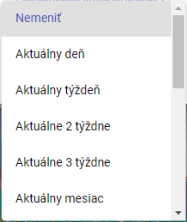 Nemeniť
Aktuálny deň
Aktuálny týždeň
Aktuálne 2 týždne
Aktuálne 3 týždne
Aktuálny mesiac